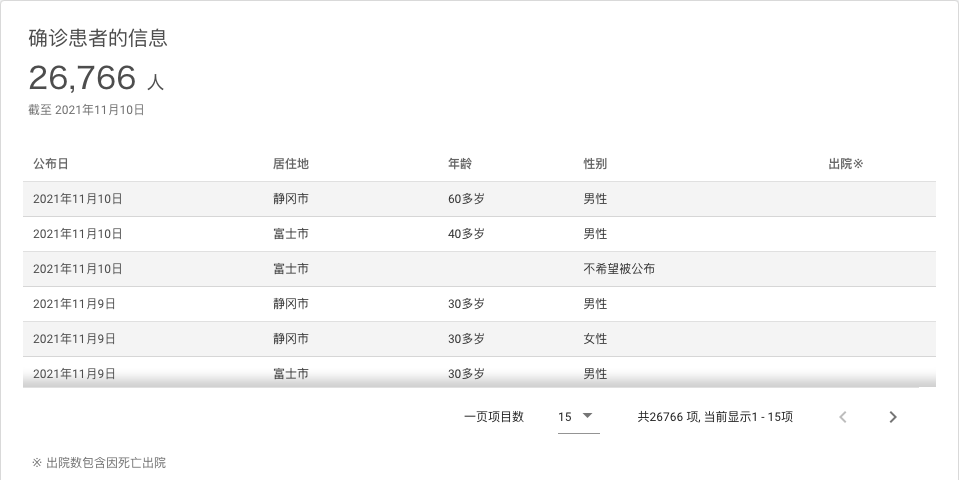 确诊患者的信息
26,766 人
截至 2021年11月10日
公布日 居住地 年龄 性别 出院※
2021年11月10日 静冈市 60多岁 男性
2021年11月10日 富士市 40多岁 男性
2021年11月10日 富士市 不希望被公布
2021年11月9日 静冈市 30多岁 男性
2021年11月9日 静冈市 30多岁 女性
2021年11月9日 富士市 30多岁 男性
一页项目数 15 共26766 项, 当前显示1 - 15项
※ 出院数包含因死亡出院